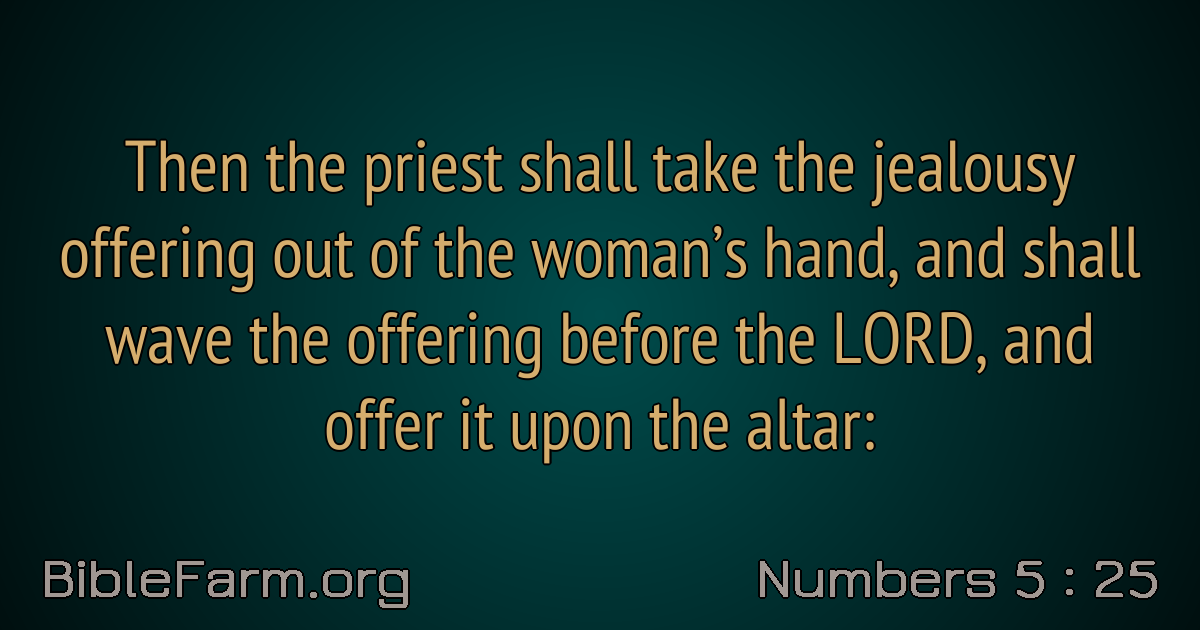 Then the priest shall take the jealousy
offering out of the woman’s hand, and shall
wave the offering before the LORD, and
offer it upon the altar:
BibleFarm.org
Numbers 5 : 25